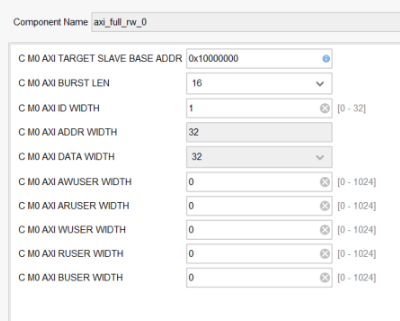 Component Name axi_full_rw_0
C M0 AXI TARGET SLAVE BASE ADDR 0x10000000
C M0 AXI BURST LEN 16
C M0 AXI ID WIDTH 1 [0 - 32]
C M0 AXI ADDR WIDTH 32
C M0 AXI DATA WIDTH 32
C M0 AXI AWUSER WIDTH 0 [0 - 1024]
C M0 AXI ARUSER WIDTH 0 [0 - 1024]
C M0 AXI WUSER WIDTH 0 [0 - 1024]
C M0 AXI RUSER WIDTH 0 [0 - 1024]
C M0 AXI BUSER WIDTH 0 [0 - 1024]